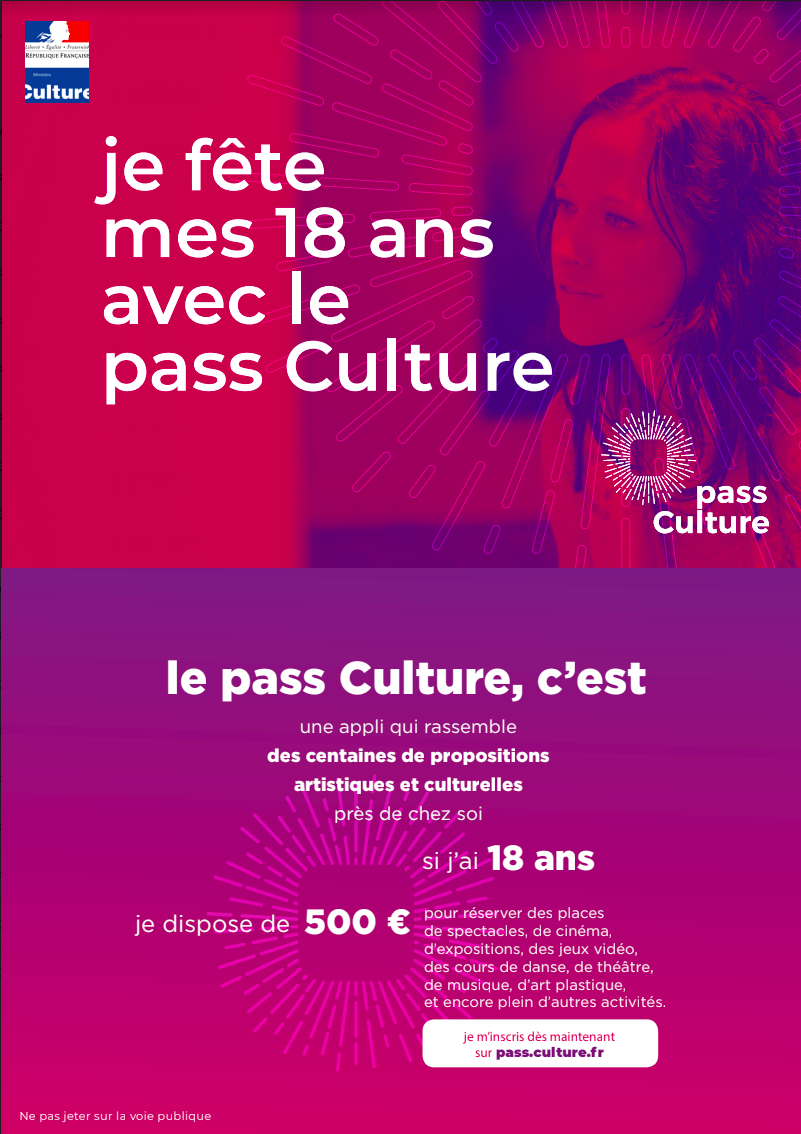 Liberté • Égalité • Fraternité
RÉPUBLIQUE FRANÇAISE
Ministère
Culture
je fête
mes 18 ans
avec le
pass Culture
pass
Culture
le pass Culture, c’est
une appli qui rassemble
des centaines de propositions
artistiques et culturelles
près de chez soi
si j’ai 18 ans
je dispose de 500 €
pour réserver des places
de spectacles, de cinéma,
d’expositions, des jeux vidéo,
des cours de danse, de théâtre,
de musique, d’art plastique,
et encore plein d’autres activités.
je m’inscris dès maintenant
sur pass.culture.fr
Ne pas jeter sur la voie publique